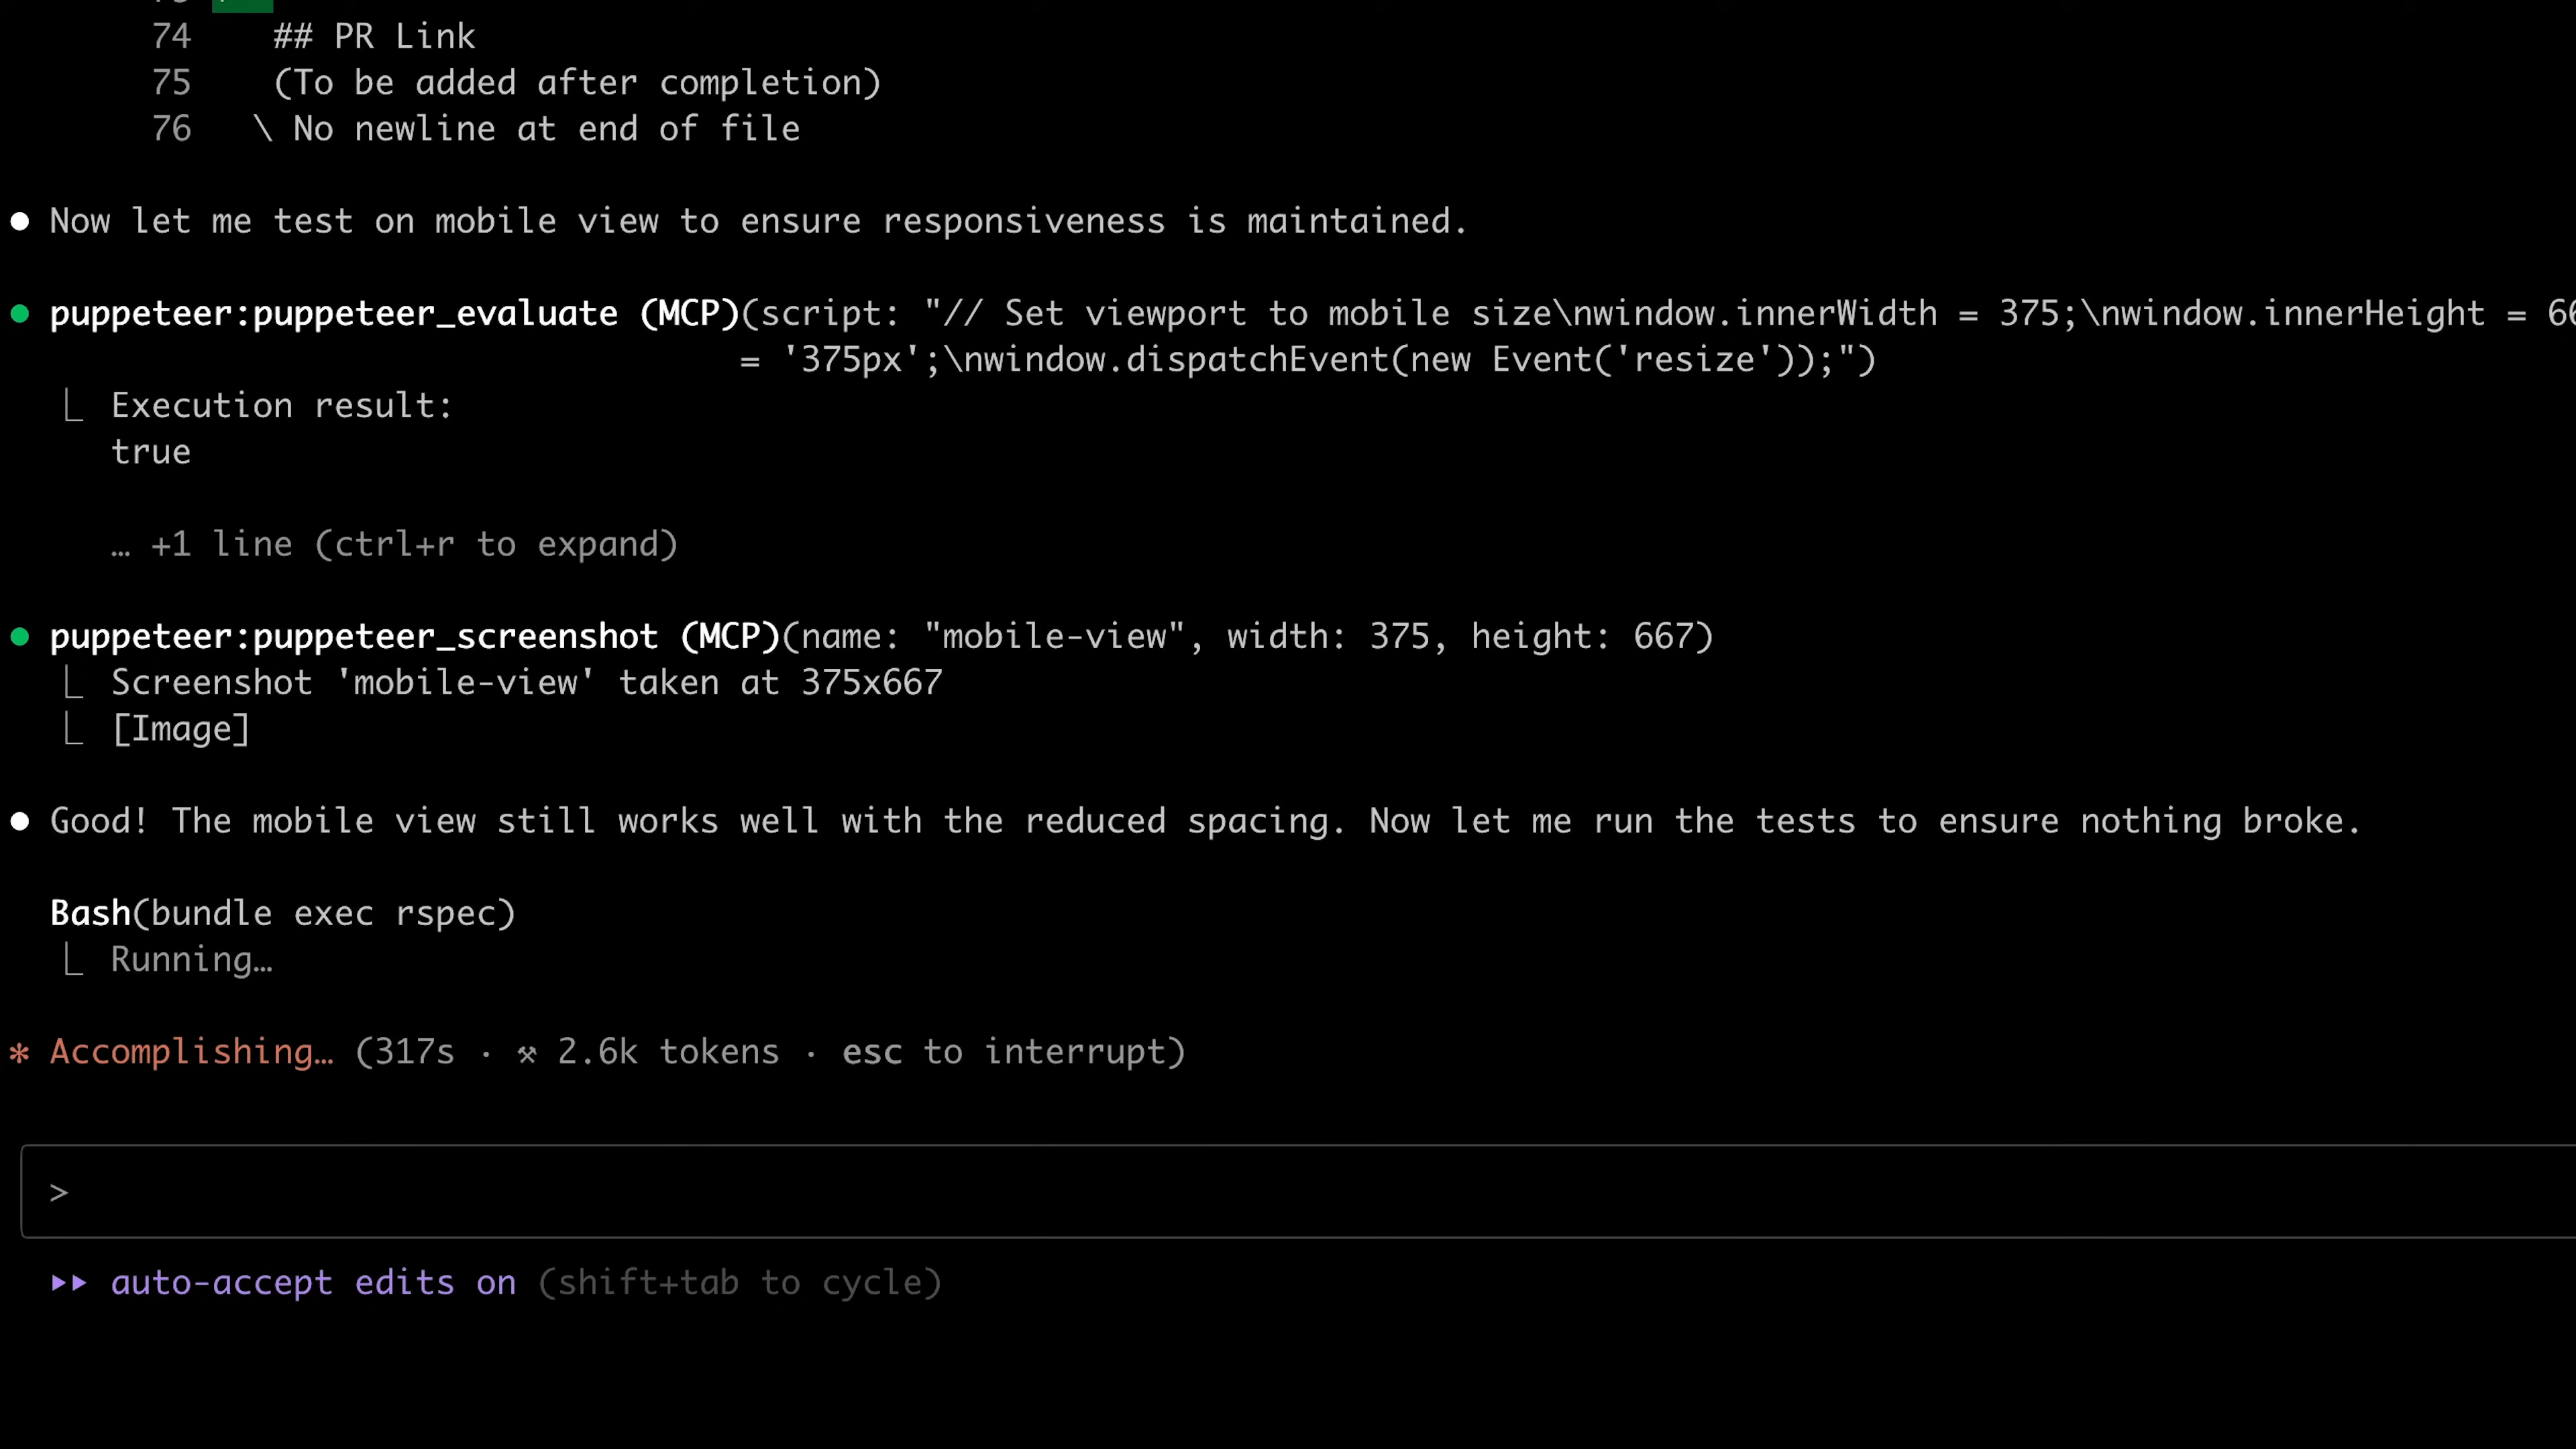 74 ## PR Link
75 (To be added after completion)
76 \ No newline at end of file
● Now let me test on mobile view to ensure responsiveness is maintained.
● puppeteer:puppeteer_evaluate (MCP)(script: "// Set viewport to mobile size\nwindow.innerWidth = 375;\nwindow.innerHeight = 66
= '375px';\nwindow.dispatchEvent(new Event('resize'));")
⎿ Execution result:
true
… +1 line (ctrl+r to expand)
● puppeteer:puppeteer_screenshot (MCP)(name: "mobile-view", width: 375, height: 667)
⎿ Screenshot 'mobile-view' taken at 375x667
⎿ [Image]
● Good! The mobile view still works well with the reduced spacing. Now let me run the tests to ensure nothing broke.
Bash(bundle exec rspec)
⎿ Running…
✻ Accomplishing… (317s · ⚒ 2.6k tokens · esc to interrupt)
>
⏵⏵ auto-accept edits on (shift+tab to cycle)